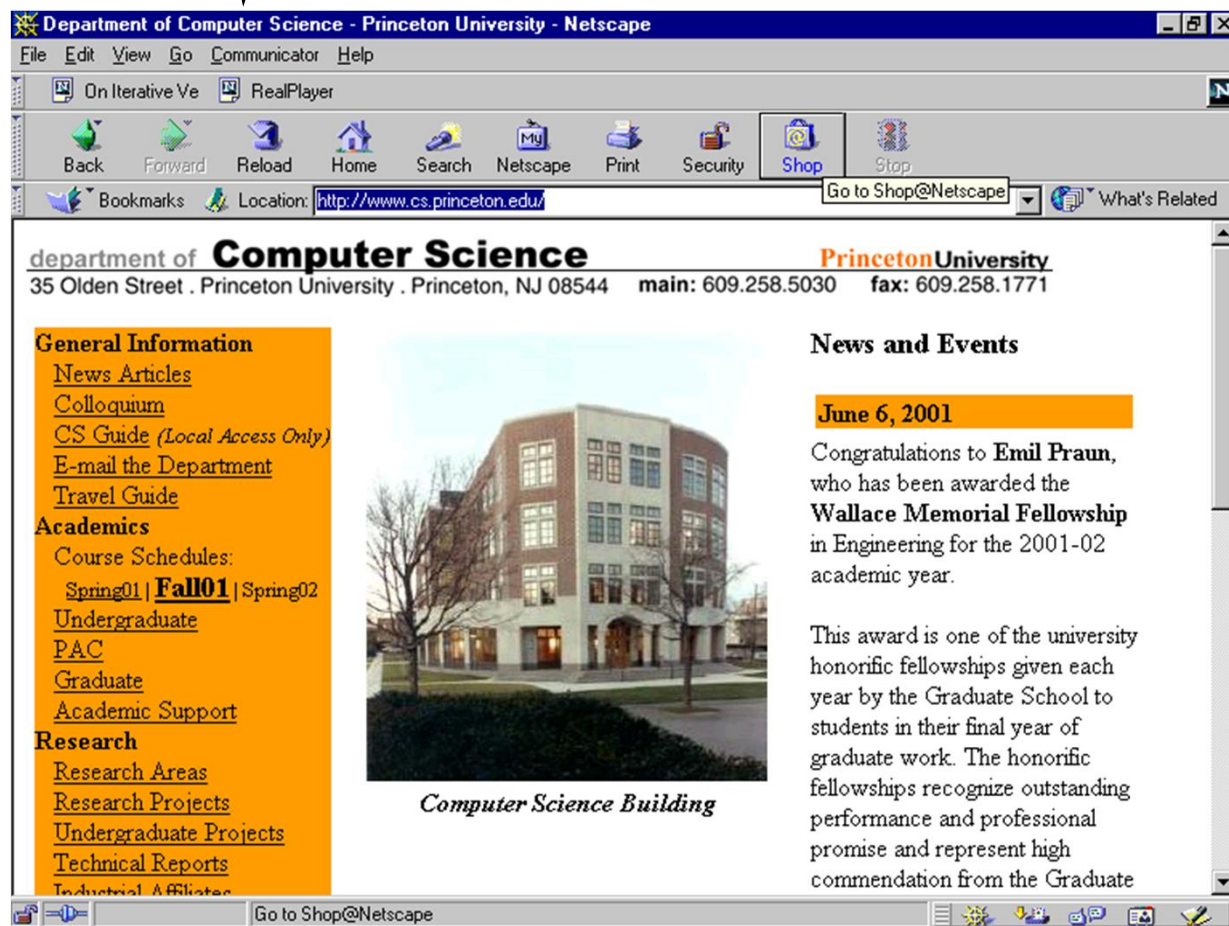 Department of Computer Science - Princeton University - Netscape
File Edit View Go Communicator Help
On Iterative Ve RealPlayer
N
My
Back Forward Reload Home Search Netscape Print Security Shop Stop
Bookmarks Location: http://www.cs.princeton.edu/ Go to Shop@Netscape What's Related
department of Computer Science PrincetonUniversity
35 Olden Street . Princeton University . Princeton, NJ 08544 main: 609.258.5030 fax: 609.258.1771
General Information
News Articles
Colloquium
CS Guide (Local Access Only)
E-mail the Department
Travel Guide
Academics
Course Schedules:
Spring01 | Fall01 | Spring02
Undergraduate
PAC
Graduate
Academic Support
Research
Research Areas
Research Projects
Undergraduate Projects
Technical Reports
Industrial Affiliates
Computer Science Building
News and Events
June 6, 2001
Congratulations to Emil Praun,
who has been awarded the
Wallace Memorial Fellowship
in Engineering for the 2001-02
academic year.
This award is one of the university
honorific fellowships given each
year by the Graduate School to
students in their final year of
graduate work. The honorific
fellowships recognize outstanding
performance and professional
promise and represent high
commendation from the Graduate
Go to Shop@Netscape